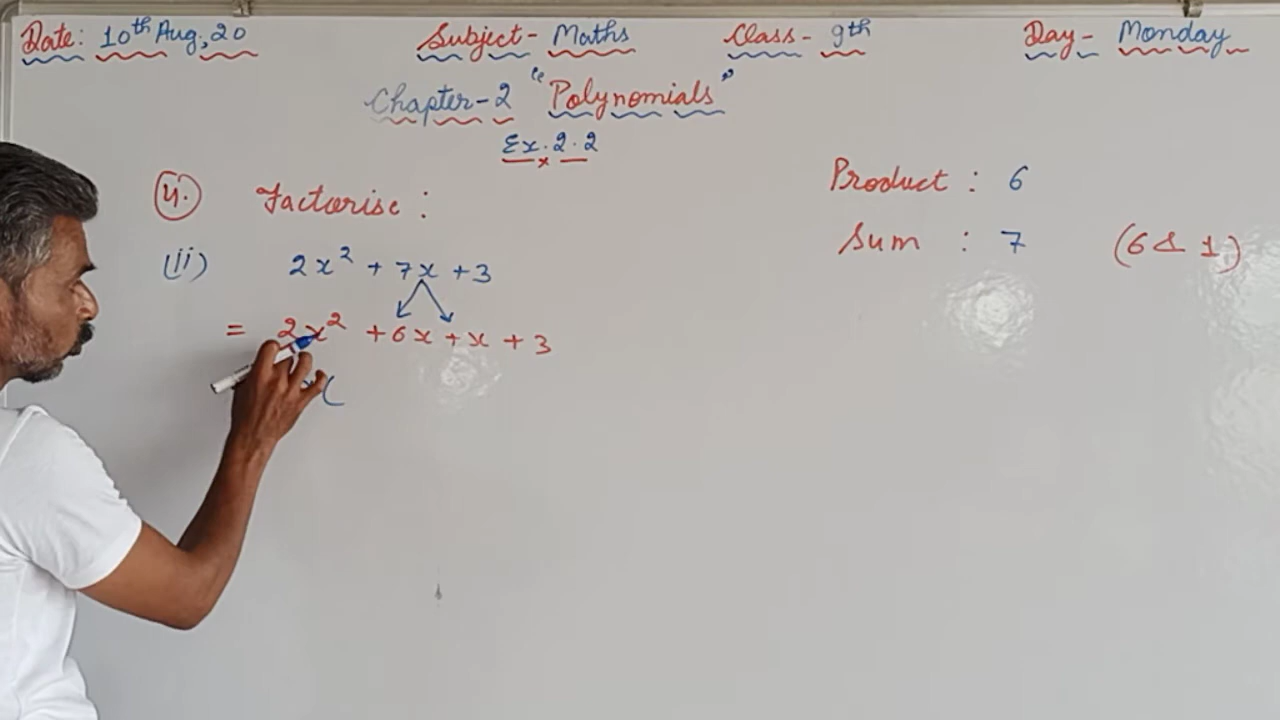 Date: 10th Aug, 20 Subject- Maths Class- 9th Day- Monday
Chapter-2 "Polynomials"
Ex. 2.2
4. Factorise :
Product : 6
(ii) 2x² + 7x + 3
Sum : 7 (6 & 1)
= 2x² + 6x + x + 3
(